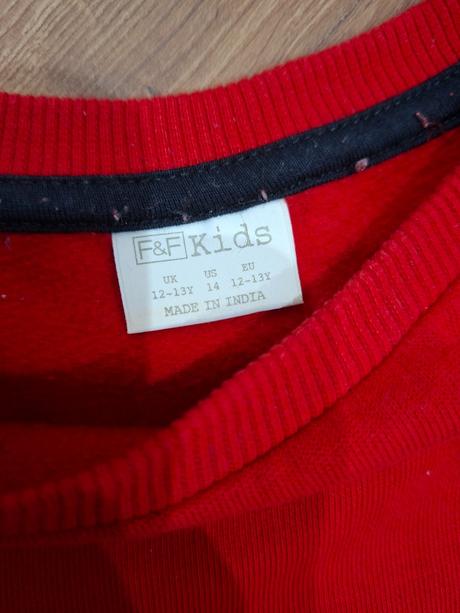 F&F Kids
UK US EU
12-13Y 14 12-13Y
MADE IN INDIA